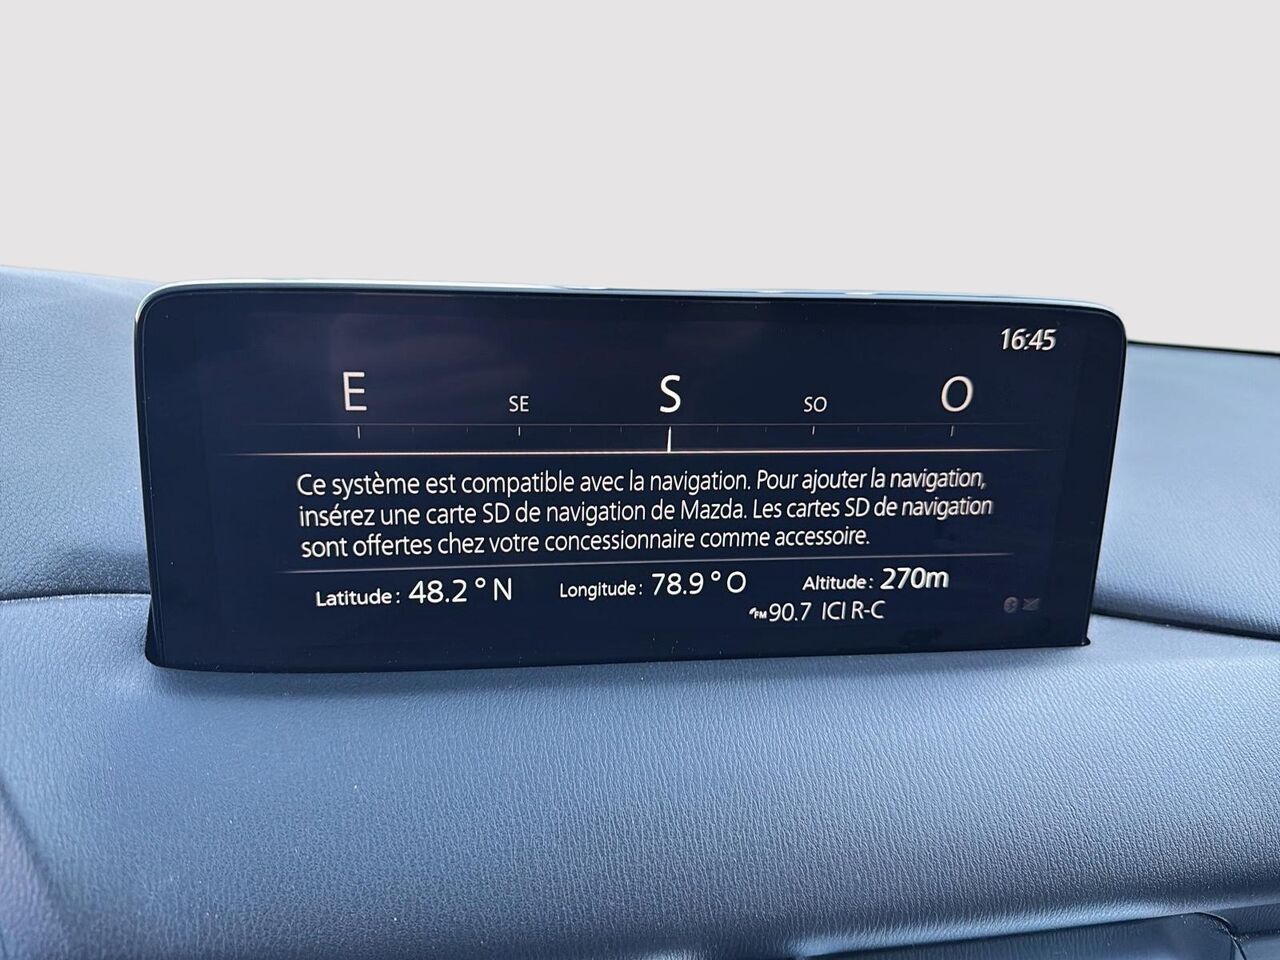 16:45
E SE S SO O
Ce système est compatible avec la navigation. Pour ajouter la navigation,
insérez une carte SD de navigation de Mazda. Les cartes SD de navigation
sont offertes chez votre concessionnaire comme accessoire.
Latitude: 48.2° N Longitude: 78.9° O Altitude: 270m
FM 90.7 ICI R-C